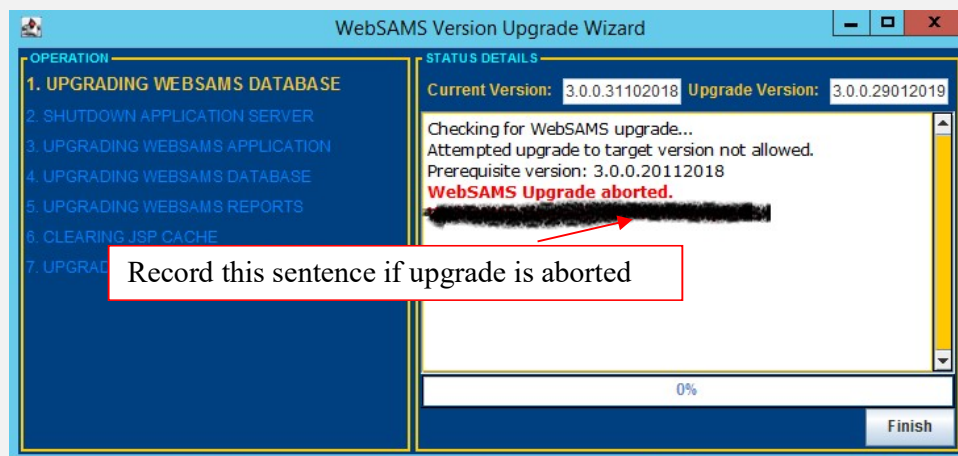 WebSAMS Version Upgrade Wizard
OPERATION
1. UPGRADING WEBSAMS DATABASE
2. SHUTDOWN APPLICATION SERVER
3. UPGRADING WEBSAMS APPLICATION
4. UPGRADING WEBSAMS DATABASE
5. UPGRADING WEBSAMS REPORTS
6. CLEARING JSP CACHE
7. UPGRAD
STATUS DETAILS
Current Version: 3.0.0.31102018 Upgrade Version: 3.0.0.29012019
Checking for WebSAMS upgrade...
Attempted upgrade to target version not allowed.
Prerequisite version: 3.0.0.20112018
WebSAMS Upgrade aborted.
Record this sentence if upgrade is aborted
0%
Finish